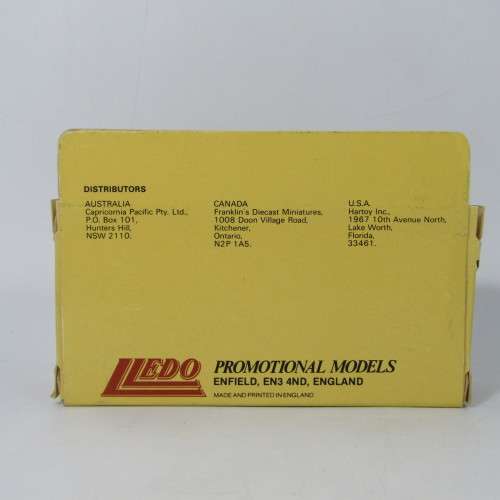 DISTRIBUTORS
AUSTRALIA
Capricornia Pacific Pty. Ltd.,
P.O. Box 101,
Hunters Hill,
NSW 2110.
CANADA
Franklin's Diecast Miniatures,
1008 Doon Village Road,
Kitchener,
Ontario,
N2P 1A5.
U.S.A.
Hartoy Inc.,
1967 10th Avenue North,
Lake Worth,
Florida,
33461.
LLEDO
PROMOTIONAL MODELS
ENFIELD, EN3 4ND, ENGLAND
MADE AND PRINTED IN ENGLAND